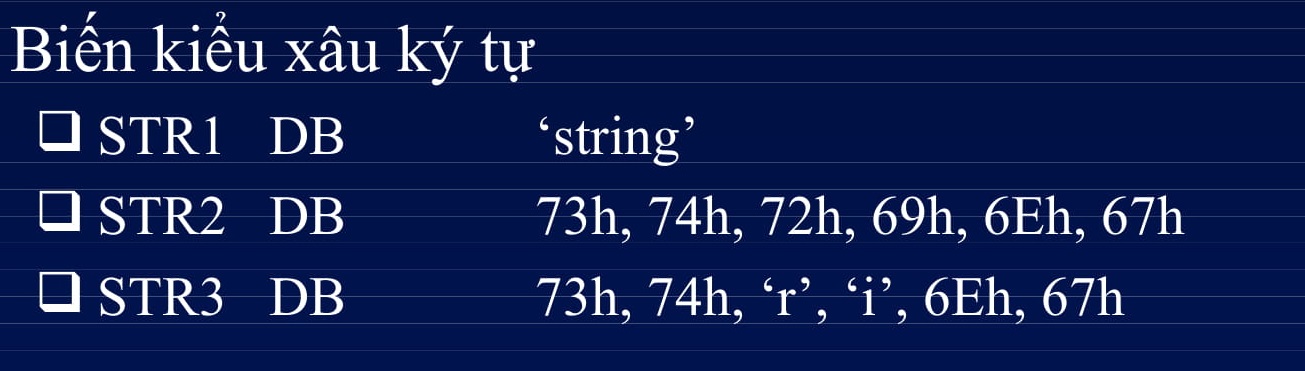 Biến kiểu xâu ký tự
❑ STR1 DB ‘string’
❑ STR2 DB 73h, 74h, 72h, 69h, 6Eh, 67h
❑ STR3 DB 73h, 74h, ‘r’, ‘i’, 6Eh, 67h